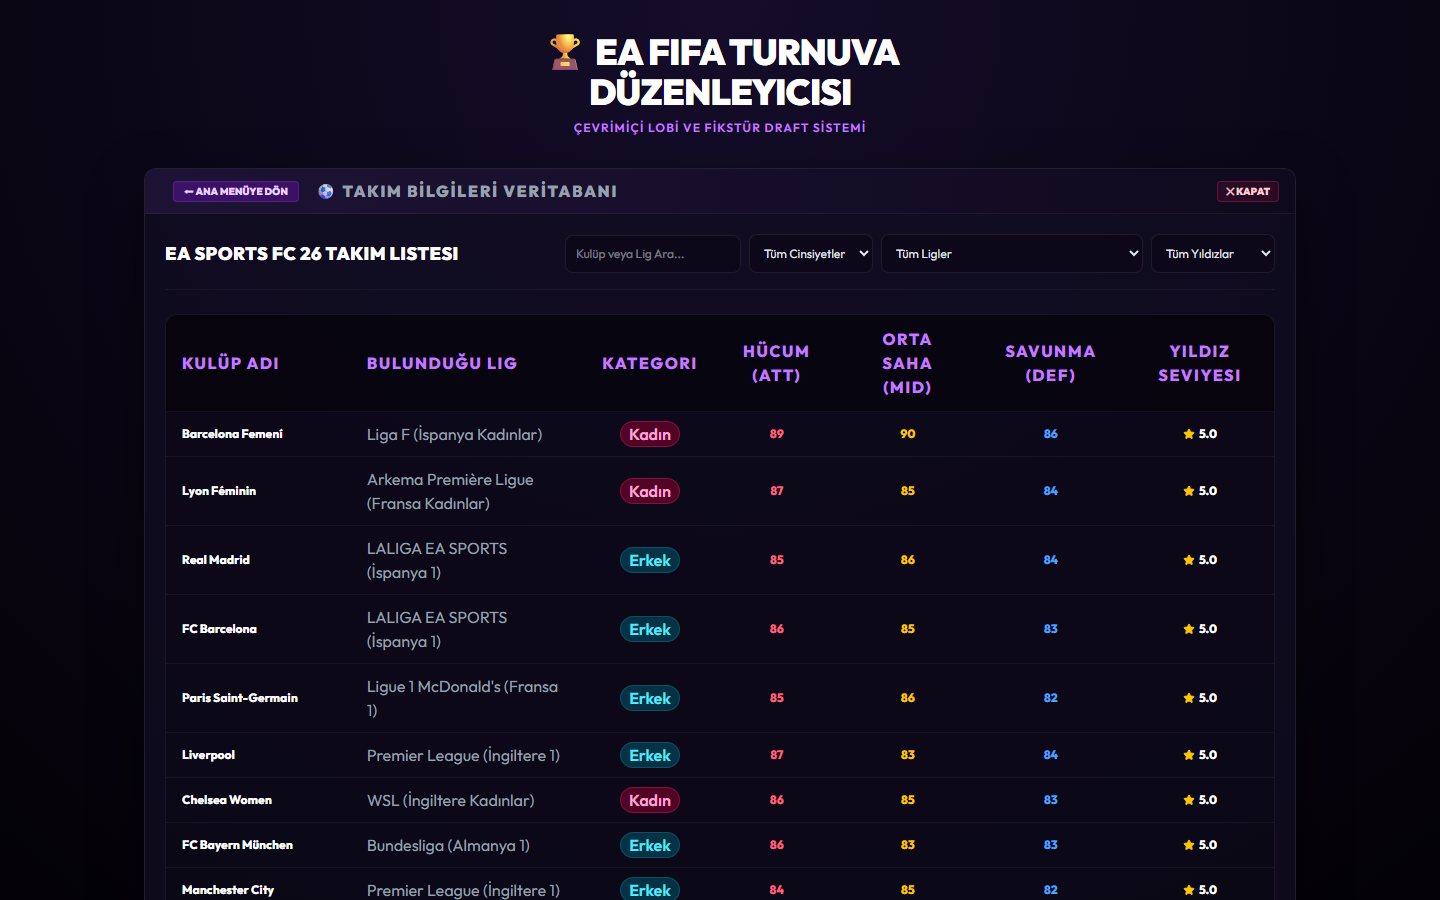 EA FIFA TURNUVA
DÜZENLEYICISI
ÇEVRİMİÇİ LOBİ VE FİKSTÜR DRAFT SİSTEMİ
← ANA MENÜYE DÖN
TAKIM BİLGİLERİ VERİTABANI
✕ KAPAT
EA SPORTS FC 26 TAKIM LISTESI
Kulüp veya Lig Ara...
Tüm Cinsiyetler
Tüm Ligler
Tüm Yıldızlar
KULÜP ADI
BULUNDUĞU LIG
KATEGORI
HÜCUM
(ATT)
ORTA
SAHA
(MID)
SAVUNMA
(DEF)
YILDIZ
SEVIYESI
Barcelona Femení
Liga F (İspanya Kadınlar)
Kadın
89
90
86
5.0
Lyon Féminin
Arkema Première Ligue
(Fransa Kadınlar)
Kadın
87
85
84
5.0
Real Madrid
LALIGA EA SPORTS
(İspanya 1)
Erkek
85
86
84
5.0
FC Barcelona
LALIGA EA SPORTS
(İspanya 1)
Erkek
86
85
83
5.0
Paris Saint-Germain
Ligue 1 McDonald's (Fransa
1)
Erkek
85
86
82
5.0
Liverpool
Premier League (İngiltere 1)
Erkek
87
83
84
5.0
Chelsea Women
WSL (İngiltere Kadınlar)
Kadın
86
85
83
5.0
FC Bayern München
Bundesliga (Almanya 1)
Erkek
86
83
83
5.0
Manchester City
Premier League (İngiltere 1)
Erkek
84
85
82
5.0